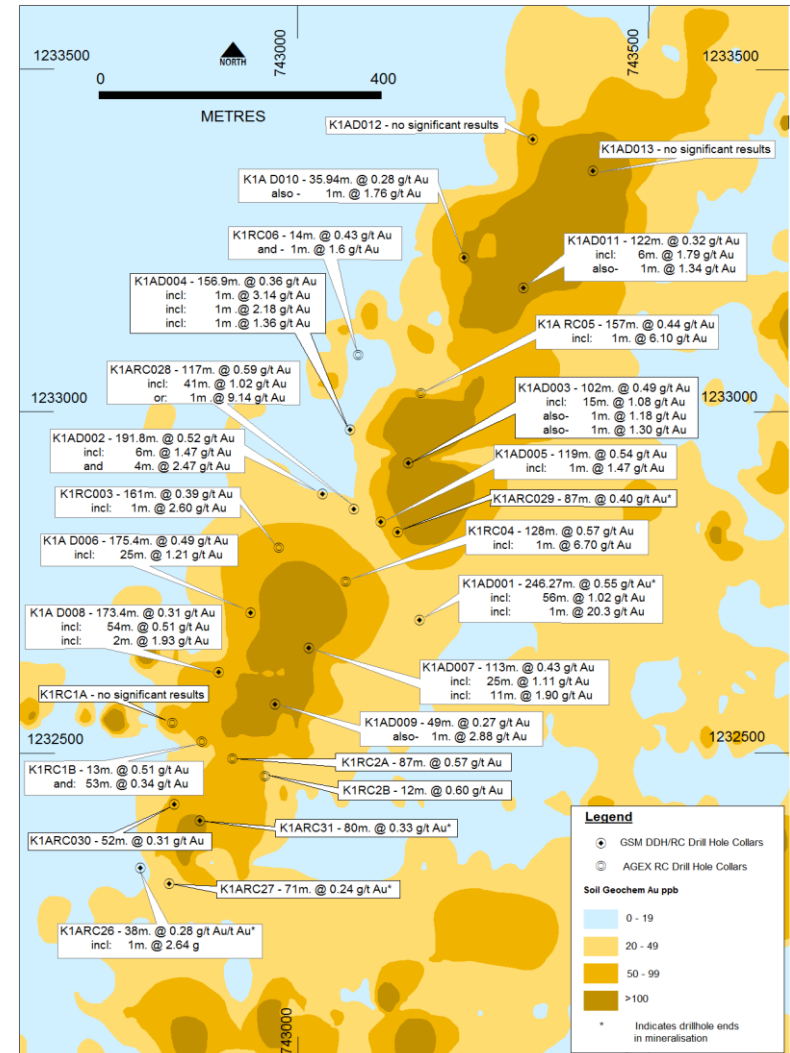 1233500
NORTH
743000
743500
1233500
0
400
METRES
K1AD012 - no significant results
K1AD013 - no significant results
K1A D010 - 35.94m. @ 0.28 g/t Au
also - 1m. @ 1.76 g/t Au
K1RC06 - 14m. @ 0.43 g/t Au
and - 1m. @ 1.6 g/t Au
K1AD011 - 122m. @ 0.32 g/t Au
incl: 6m. @ 1.79 g/t Au
also- 1m. @ 1.34 g/t Au
K1AD004 - 156.9m. @ 0.36 g/t Au
incl: 1m. @ 3.14 g/t Au
incl: 1m .@ 2.18 g/t Au
incl: 1m .@ 1.36 g/t Au
K1A RC05 - 157m. @ 0.44 g/t Au
incl: 1m. @ 6.10 g/t Au
K1ARC028 - 117m. @ 0.59 g/t Au
incl: 41m. @ 1.02 g/t Au
or: 1m .@ 9.14 g/t Au
1233000
1233000
K1AD003 - 102m. @ 0.49 g/t Au
incl: 15m. @ 1.08 g/t Au
also- 1m. @ 1.18 g/t Au
also- 1m. @ 1.30 g/t Au
K1AD002 - 191.8m. @ 0.52 g/t Au
incl: 6m. @ 1.47 g/t Au
and 4m. @ 2.47 g/t Au
K1AD005 - 119m. @ 0.54 g/t Au
incl: 1m. @ 1.47 g/t Au
K1RC003 - 161m. @ 0.39 g/t Au
incl: 1m. @ 2.60 g/t Au
K1ARC029 - 87m. @ 0.40 g/t Au*
K1A D006 - 175.4m. @ 0.49 g/t Au
incl: 25m. @ 1.21 g/t Au
K1RC04 - 128m. @ 0.57 g/t Au
incl: 1m. @ 6.70 g/t Au
K1AD001 - 246.27m. @ 0.55 g/t Au*
incl: 56m. @ 1.02 g/t Au
incl: 1m. @ 20.3 g/t Au
K1A D008 - 173.4m. @ 0.31 g/t Au
incl: 54m. @ 0.51 g/t Au
incl: 2m. @ 1.93 g/t Au
K1AD007 - 113m. @ 0.43 g/t Au
incl: 25m. @ 1.11 g/t Au
incl: 11m. @ 1.90 g/t Au
K1RC1A - no significant results
K1AD009 - 49m. @ 0.27 g/t Au
also- 1m. @ 2.88 g/t Au
1232500
1232500
K1RC1B - 13m. @ 0.51 g/t Au
and: 53m. @ 0.34 g/t Au
K1RC2A - 87m. @ 0.57 g/t Au
K1RC2B - 12m. @ 0.60 g/t Au
K1ARC31 - 80m. @ 0.33 g/t Au*
K1ARC030 - 52m. @ 0.31 g/t Au
K1ARC27 - 71m. @ 0.24 g/t Au*
K1ARC26 - 38m. @ 0.28 g/t Au/t Au*
incl: 1m. @ 2.64 g
743000
Legend
GSM DDH/RC Drill Hole Collars
AGEX RC Drill Hole Collars
Soil Geochem Au ppb
0 - 19
20 - 49
50 - 99
>100
* Indicates drillhole ends
in mineralisation